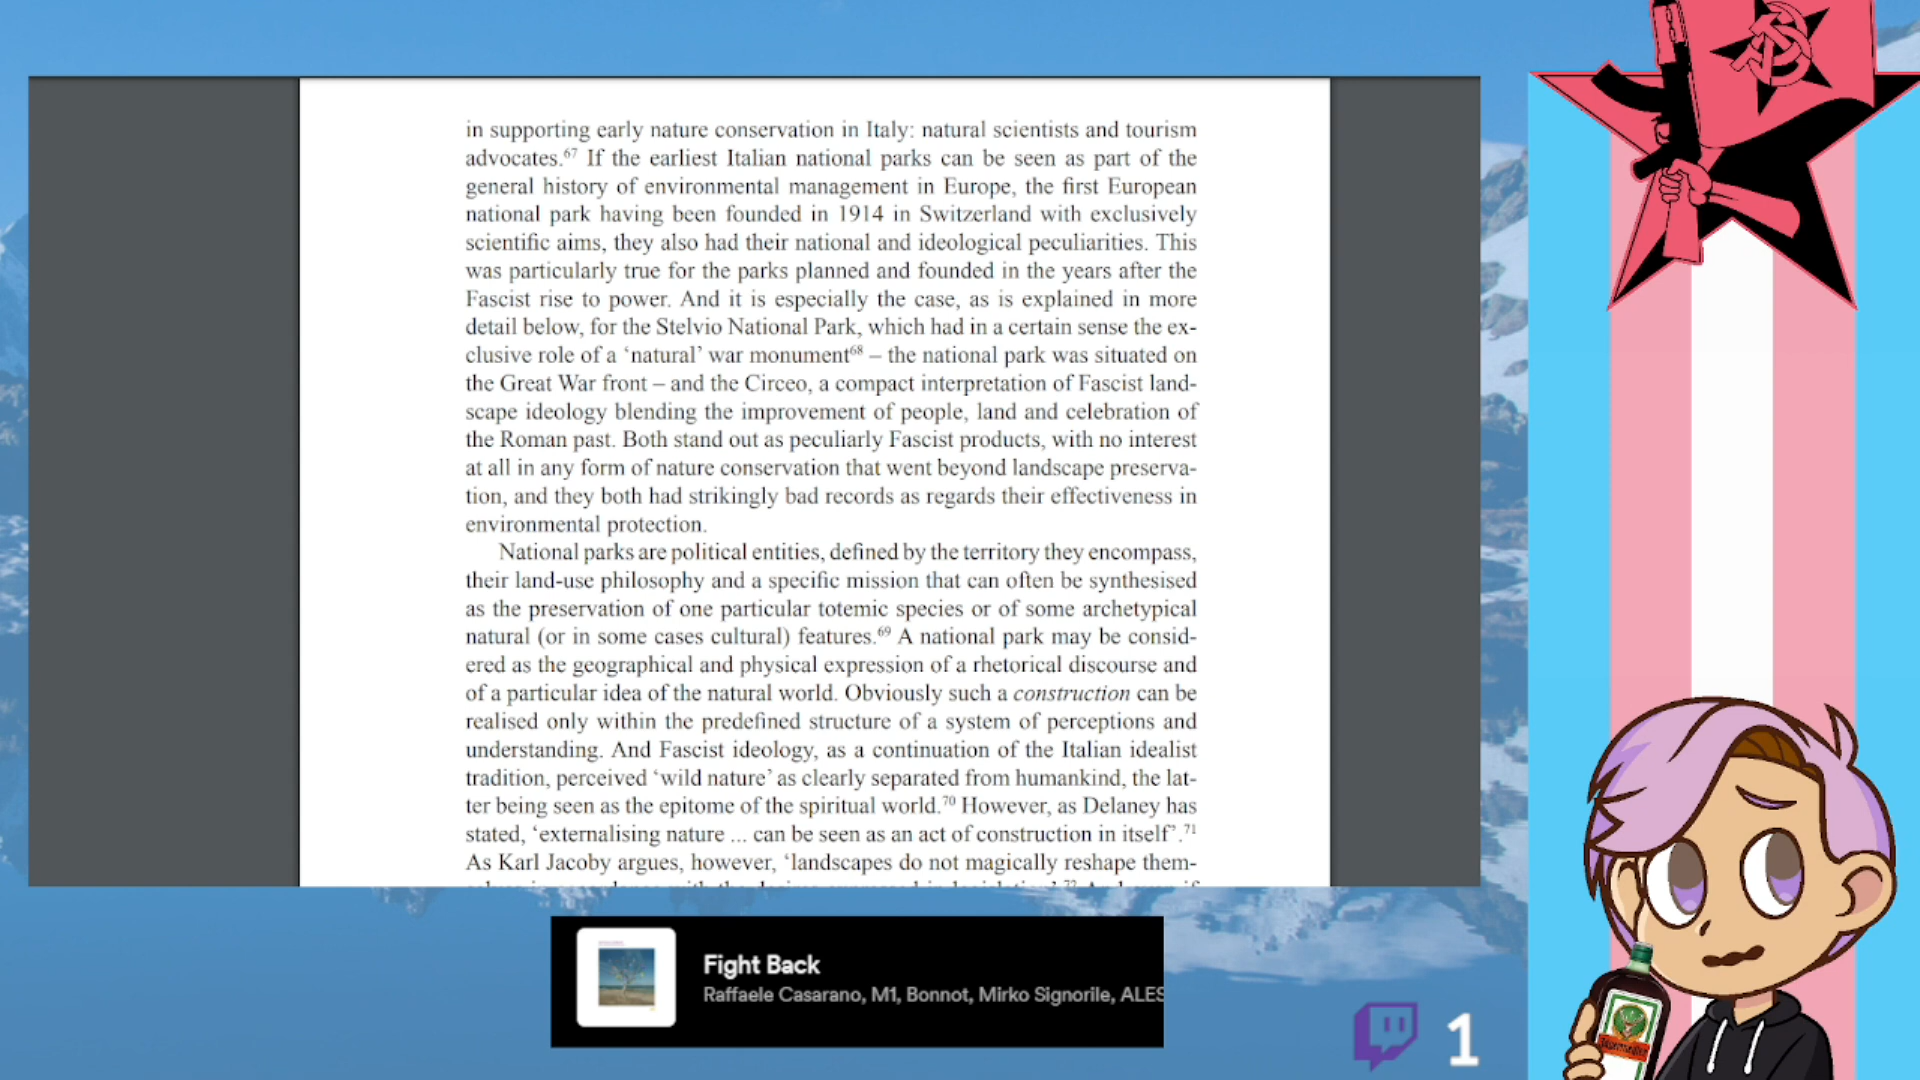 in supporting early nature conservation in Italy: natural scientists and tourism
advocates.67 If the earliest Italian national parks can be seen as part of the
general history of environmental management in Europe, the first European
national park having been founded in 1914 in Switzerland with exclusively
scientific aims, they also had their national and ideological peculiarities. This
was particularly true for the parks planned and founded in the years after the
Fascist rise to power. And it is especially the case, as is explained in more
detail below, for the Stelvio National Park, which had in a certain sense the ex-
clusive role of a ‘natural’ war monument68 – the national park was situated on
the Great War front – and the Circeo, a compact interpretation of Fascist land-
scape ideology blending the improvement of people, land and celebration of
the Roman past. Both stand out as peculiarly Fascist products, with no interest
at all in any form of nature conservation that went beyond landscape preserva-
tion, and they both had strikingly bad records as regards their effectiveness in
environmental protection.
National parks are political entities, defined by the territory they encompass,
their land-use philosophy and a specific mission that can often be synthesised
as the preservation of one particular totemic species or of some archetypical
natural (or in some cases cultural) features.69 A national park may be consid-
ered as the geographical and physical expression of a rhetorical discourse and
of a particular idea of the natural world. Obviously such a construction can be
realised only within the predefined structure of a system of perceptions and
understanding. And Fascist ideology, as a continuation of the Italian idealist
tradition, perceived ‘wild nature’ as clearly separated from humankind, the lat-
ter being seen as the epitome of the spiritual world.70 However, as Delaney has
stated, ‘externalising nature ... can be seen as an act of construction in itself’.71
As Karl Jacoby argues, however, ‘landscapes do not magically reshape them-
Fight Back
Raffaele Casarano, M1, Bonnot, Mirko Signorile, ALES
1